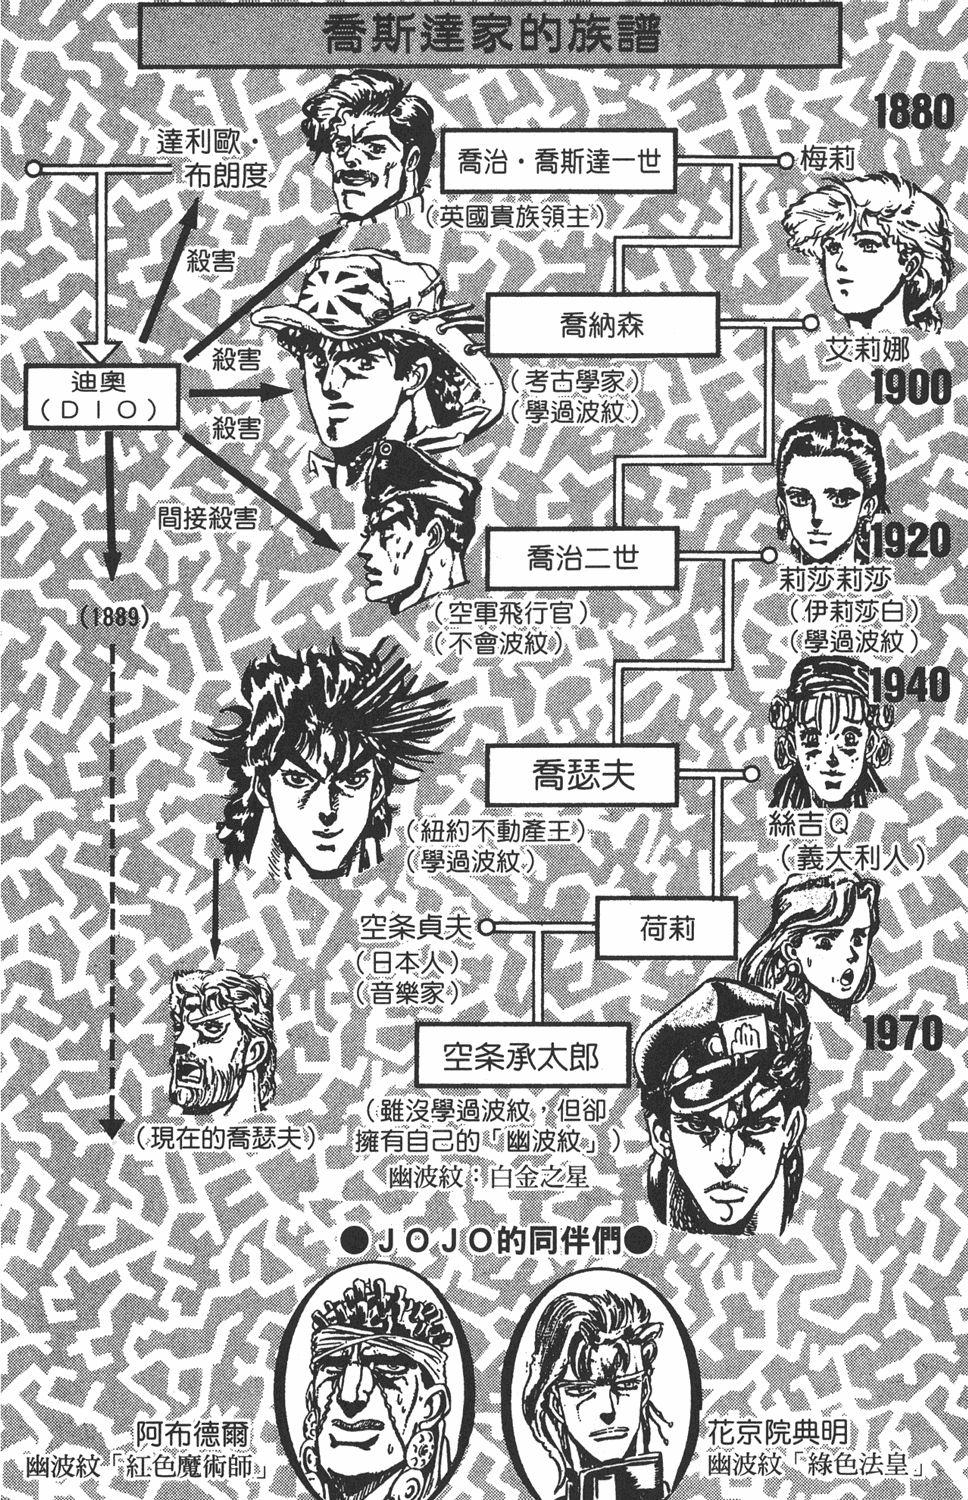 喬斯達家的族譜
1880
達利歐・
布朗度
喬治・喬斯達一世
(英國貴族領主)
梅莉
殺害
喬納森
(考古學家)
(學過波紋)
艾莉娜
1900
迪奧
(DIO)
殺害
殺害
間接殺害
喬治二世
(空軍飛行官)
(不會波紋)
1920
莉莎莉莎
(伊莉莎白)
(學過波紋)
(1889)
1940
喬瑟夫
(紐約不動產王)
(學過波紋)
絲吉Q
(義大利人)
空条貞夫
(日本人)
(音樂家)
荷莉
1970
空条承太郎
(雖沒學過波紋,但卻
擁有自己的「幽波紋」)
幽波紋：白金之星
(現在的喬瑟夫)
●JOJO的同伴們●
阿布德爾
幽波紋「紅色魔術師」
花京院典明
幽波紋「綠色法皇」